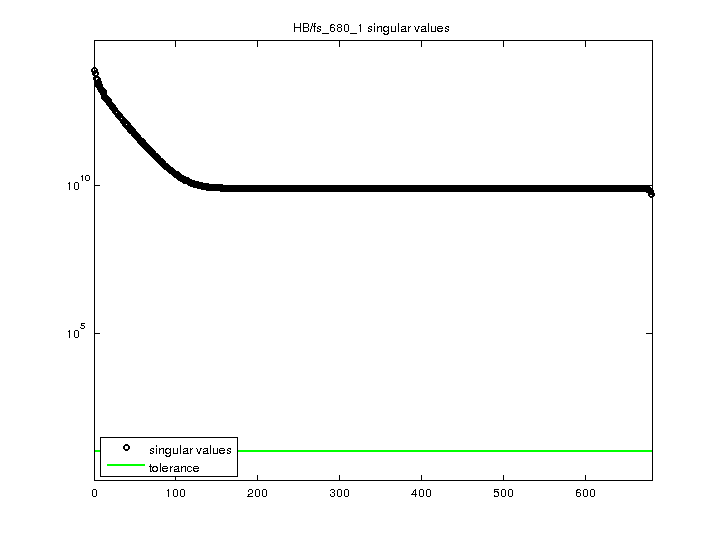 HB/fs_680_1 singular values
10^10
10^5
singular values
tolerance
0 100 200 300 400 500 600